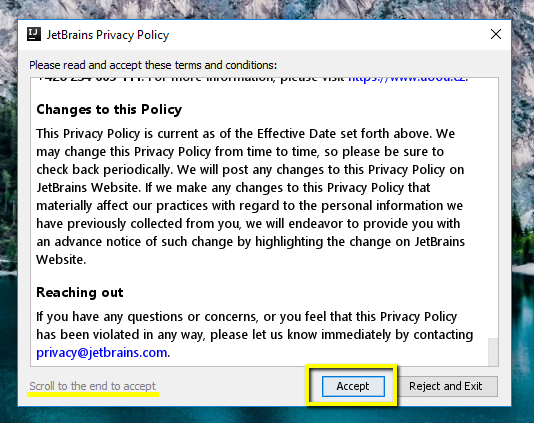 JetBrains Privacy Policy
Please read and accept these terms and conditions:
For more information, please visit https://www.uoou.cz.
Changes to this Policy
This Privacy Policy is current as of the Effective Date set forth above. We
may change this Privacy Policy from time to time, so please be sure to
check back periodically. We will post any changes to this Privacy Policy on
JetBrains Website. If we make any changes to this Privacy Policy that
materially affect our practices with regard to the personal information we
have previously collected from you, we will endeavor to provide you with
an advance notice of such change by highlighting the change on JetBrains
Website.
Reaching out
If you have any questions or concerns, or you feel that this Privacy Policy
has been violated in any way, please let us know immediately by contacting
privacy@jetbrains.com.
Scroll to the end to accept
Accept
Reject and Exit